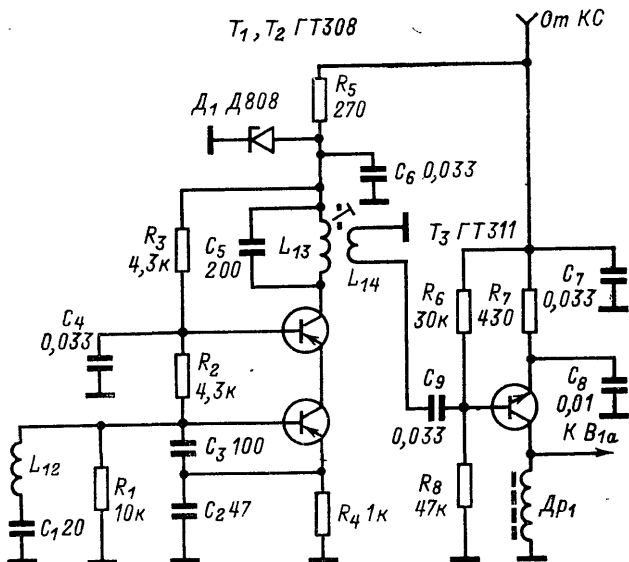 От КС
T₁, T₂ ГТ308
R₅
270
Д₁ Д808
C₆ 0,033
R₃
4,3к
C₅
200
L₁₃
L₁₄
T₃ ГТ311
R₆
30к
R₇
430
C₇
0,033
C₄
0,033
R₂
4,3к
C₉
0,033
C₈
0,01
К В₁ₐ
L₁₂
C₃ 100
R₁
10к
C₂ 47
R₄ 1к
R₈
47к
Др₁
C₁ 20